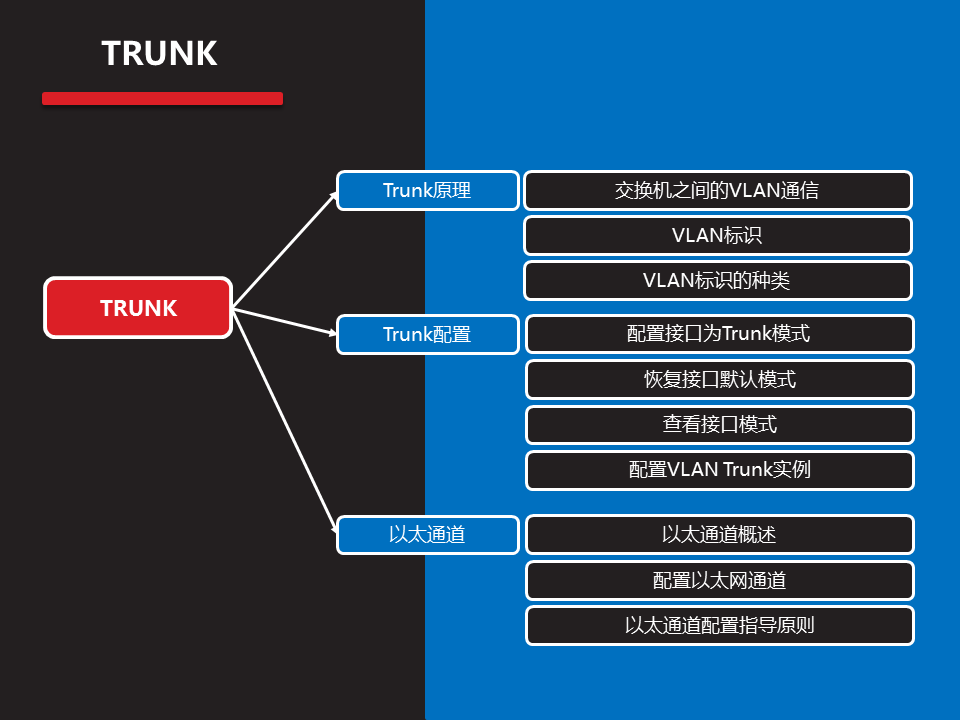 TRUNK
TRUNK
Trunk原理
交换机之间的VLAN通信
VLAN标识
VLAN标识的种类
Trunk配置
配置接口为Trunk模式
恢复接口默认模式
查看接口模式
配置VLAN Trunk实例
以太通道
以太通道概述
配置以太网通道
以太通道配置指导原则